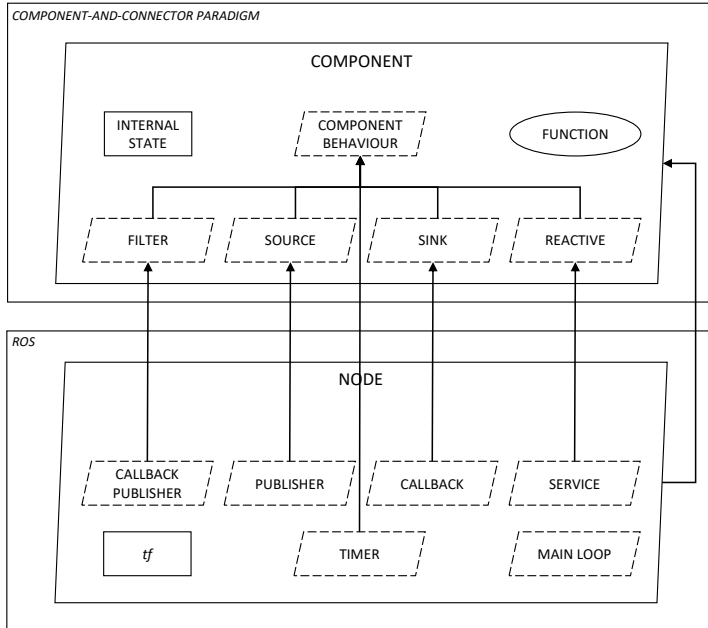 COMPONENT-AND-CONNECTOR PARADIGM
COMPONENT
INTERNAL
STATE
COMPONENT
BEHAVIOUR
FUNCTION
FILTER
SOURCE
SINK
REACTIVE
ROS
NODE
CALLBACK
PUBLISHER
PUBLISHER
CALLBACK
SERVICE
tf
TIMER
MAIN LOOP